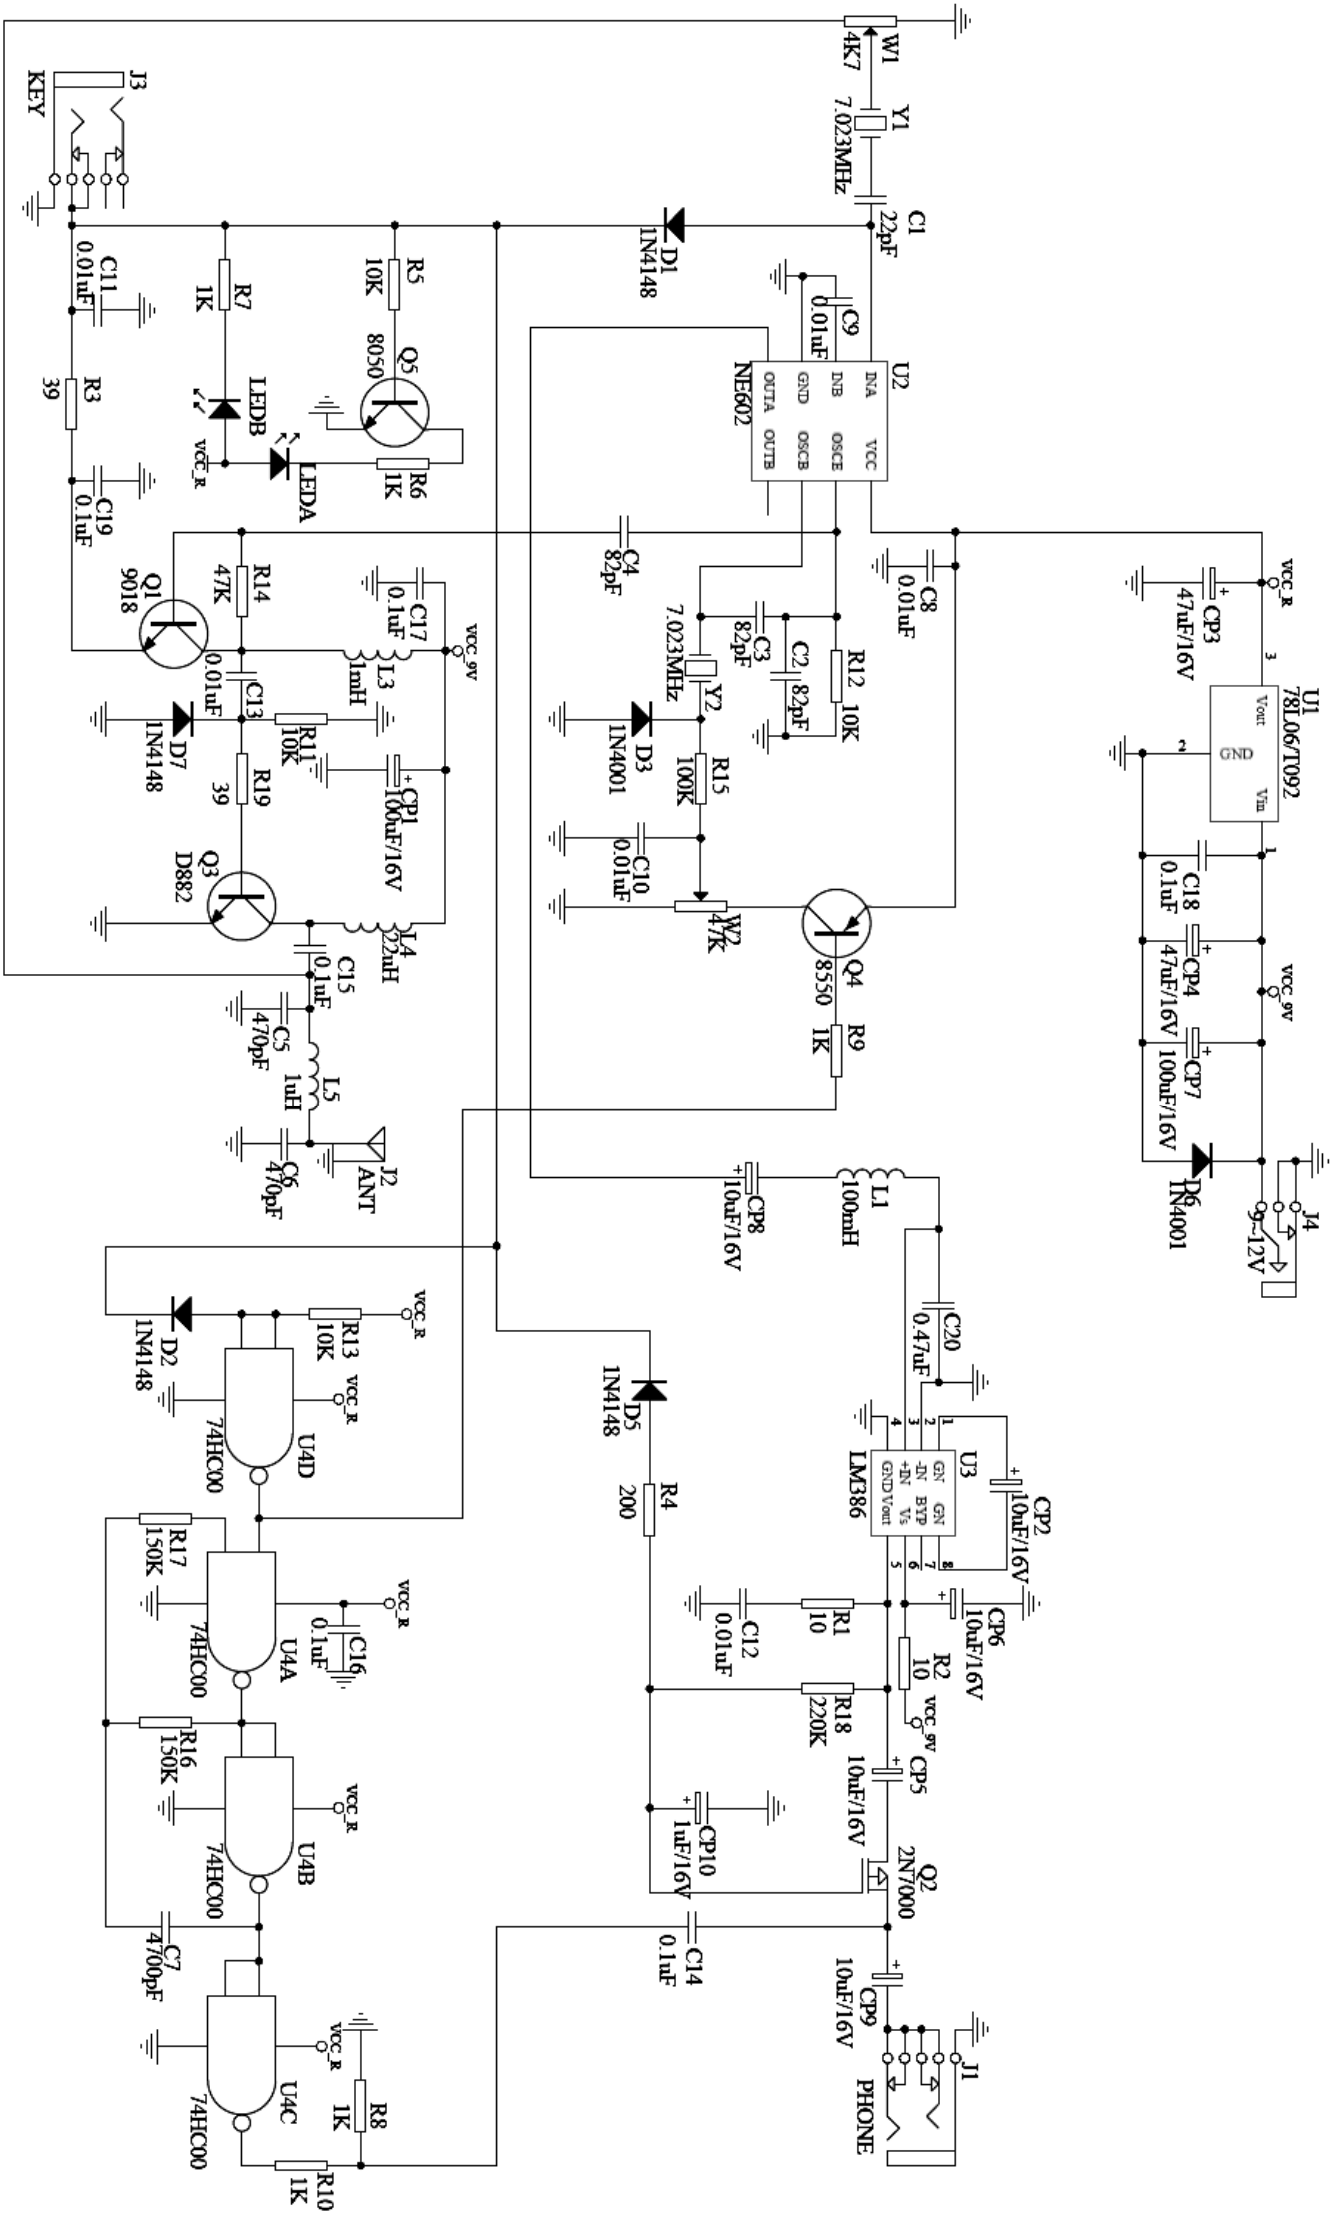 W1
4K7
Y1
7.023MHz
C1
22pF
J3
KEY
C11
0.01uF
R3
39
C19
0.1uF
R7
1K
LEDB
VCC_R
R5
10K
Q5
8050
R6
1K
LEDA
D1
1N4148
C9
0.01uF
U2
NE602
INA
INB
GND
OUTA
VCC
OSCE
OSCB
OUTB
C8
0.01uF
VCC_R
CP3
47uF/16V
3
U1
78L06/T092
Vout
GND
Vin
2
1
C18
0.1uF
CP4
47uF/16V
VCC_9V
CP7
100uF/16V
D6
1N4001
J4
9~12V
C4
82pF
C3
82pF
C2
82pF
R12
10K
7.023MHz
Y2
D3
1N4001
R15
100K
C10
0.01uF
W2
47K
Q4
8550
R9
1K
Q1
9018
R14
47K
C17
0.1uF
VCC_9V
L3
1mH
C13
0.01uF
D7
1N4148
R11
10K
CP1
100uF/16V
R19
39
Q3
D882
L4
22uH
C15
0.1uF
C5
470pF
L5
1uH
C6
470pF
J2
ANT
CP8
10uF/16V
L1
100mH
C20
0.47uF
U3
LM386
4
3
2
1
GND
+IN
-IN
GN
Vout
Vs
BYP
GN
5
6
7
8
CP2
10uF/16V
CP6
10uF/16V
R2
10
VCC_9V
R1
10
C12
0.01uF
R18
220K
CP5
10uF/16V
Q2
2N7000
CP10
1uF/16V
C14
0.1uF
CP9
10uF/16V
J1
PHONE
D2
1N4148
R13
10K
VCC_R
VCC_R
U4D
74HC00
D5
1N4148
R4
200
R17
150K
VCC_R
C16
0.1uF
U4A
74HC00
R16
150K
VCC_R
U4B
74HC00
C7
4700pF
VCC_R
U4C
74HC00
R8
1K
R10
1K